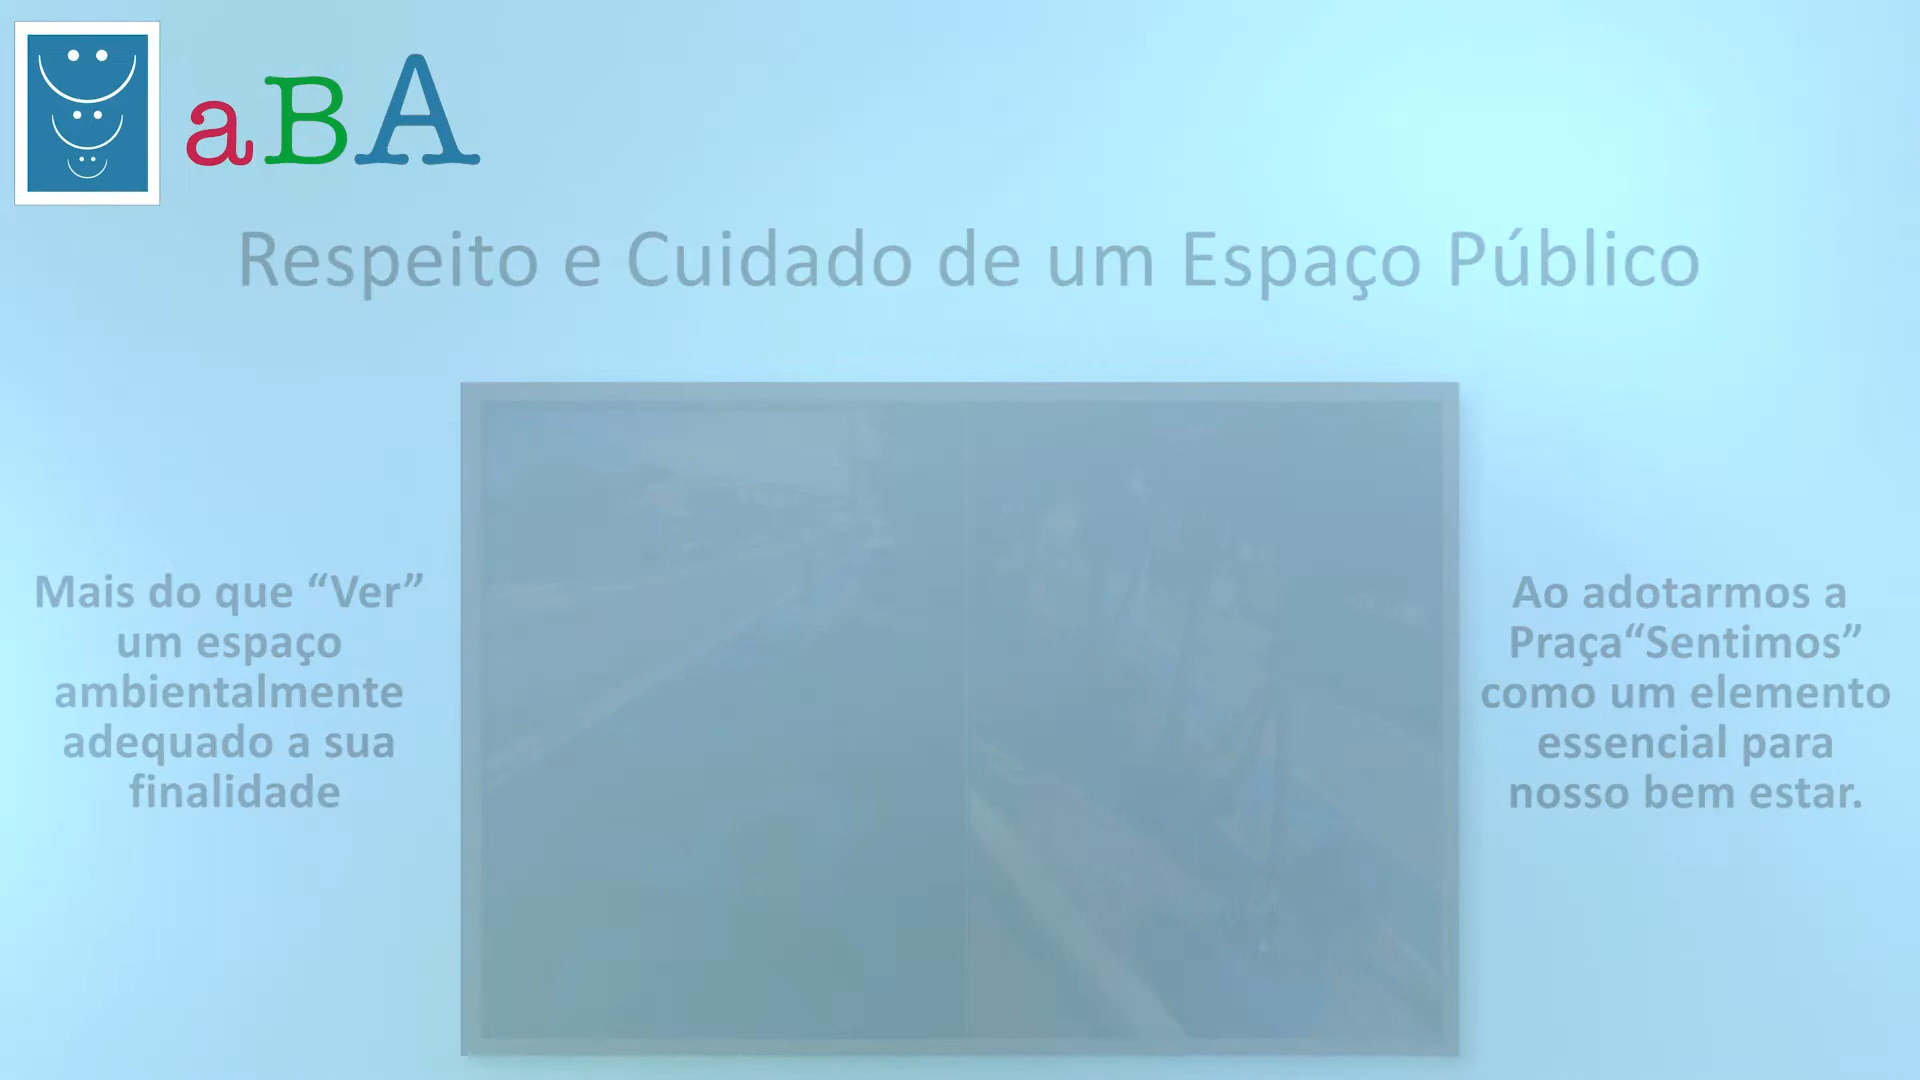 aBA
Respeito e Cuidado de um Espaço Público
Mais do que “Ver”
um espaço
ambientalmente
adequado a sua
finalidade
Ao adotarmos a
Praça“Sentimos”
como um elemento
essencial para
nosso bem estar.